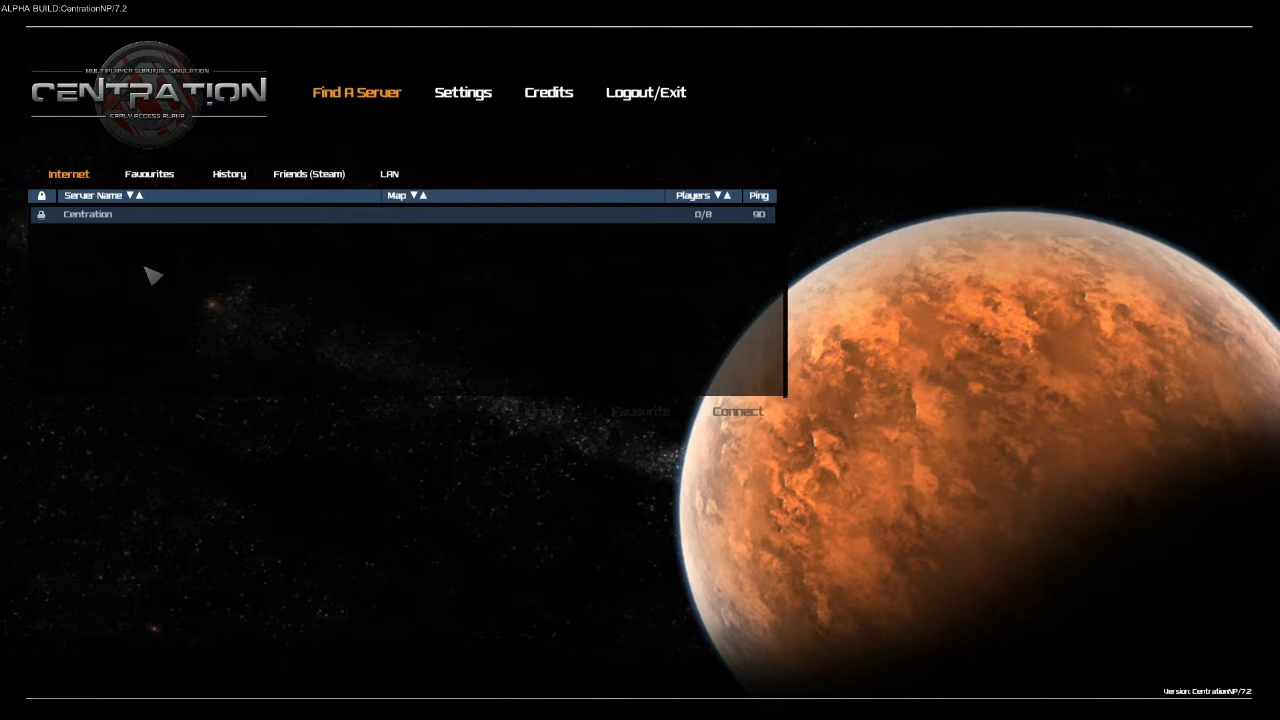 ALPHA BUILD:CentrationNP/7.2
MULTIPLAYER SURVIVAL SIMULATION
CENTRATION
EARLY ACCESS ALPHA
Find A Server Settings Credits Logout/Exit
Internet Favourites History Friends (Steam) LAN
Server Name ▼▲ Map ▼▲ Players ▼▲ Ping
Centration 0/8 90
Favourite Connect
Version: CentrationNP/7.2